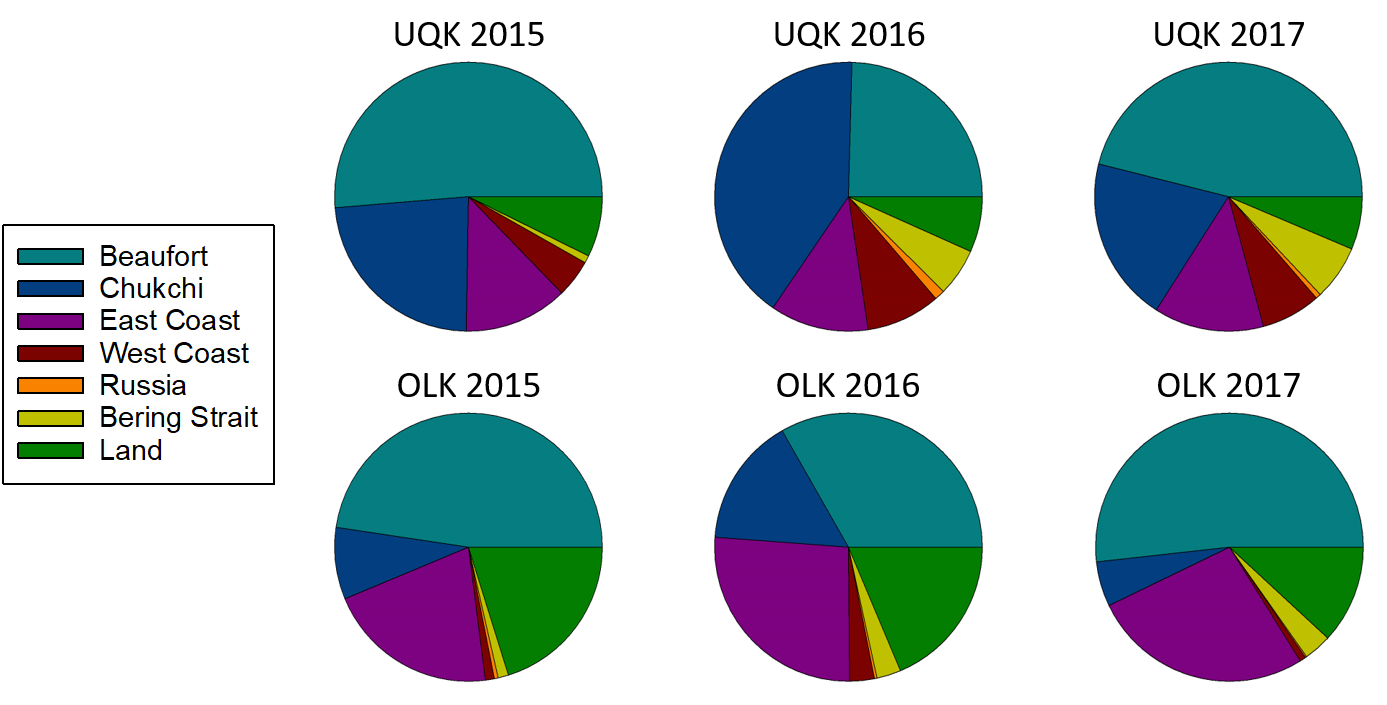 UQK 2015
UQK 2016
UQK 2017
Beaufort
Chukchi
East Coast
West Coast
Russia
Bering Strait
Land
OLK 2015
OLK 2016
OLK 2017